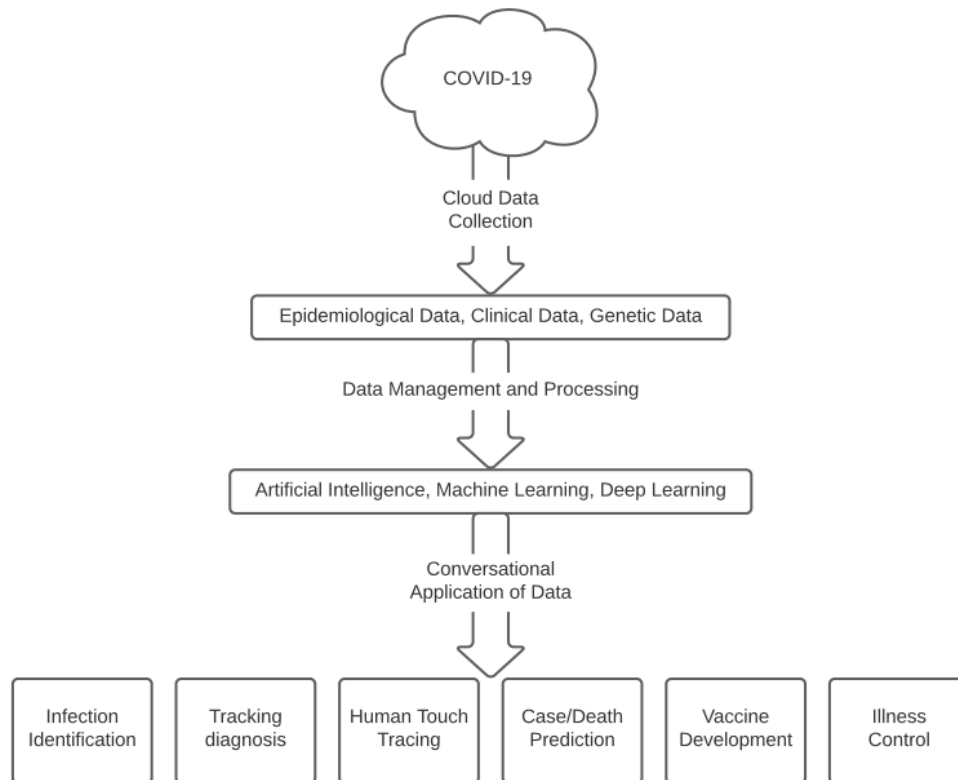 COVID-19
Cloud Data
Collection
Epidemiological Data, Clinical Data, Genetic Data
Data Management and Processing
Artificial Intelligence, Machine Learning, Deep Learning
Conversational
Application of Data
Infection
Identification
Tracking
diagnosis
Human Touch
Tracing
Case/Death
Prediction
Vaccine
Development
Illness
Control